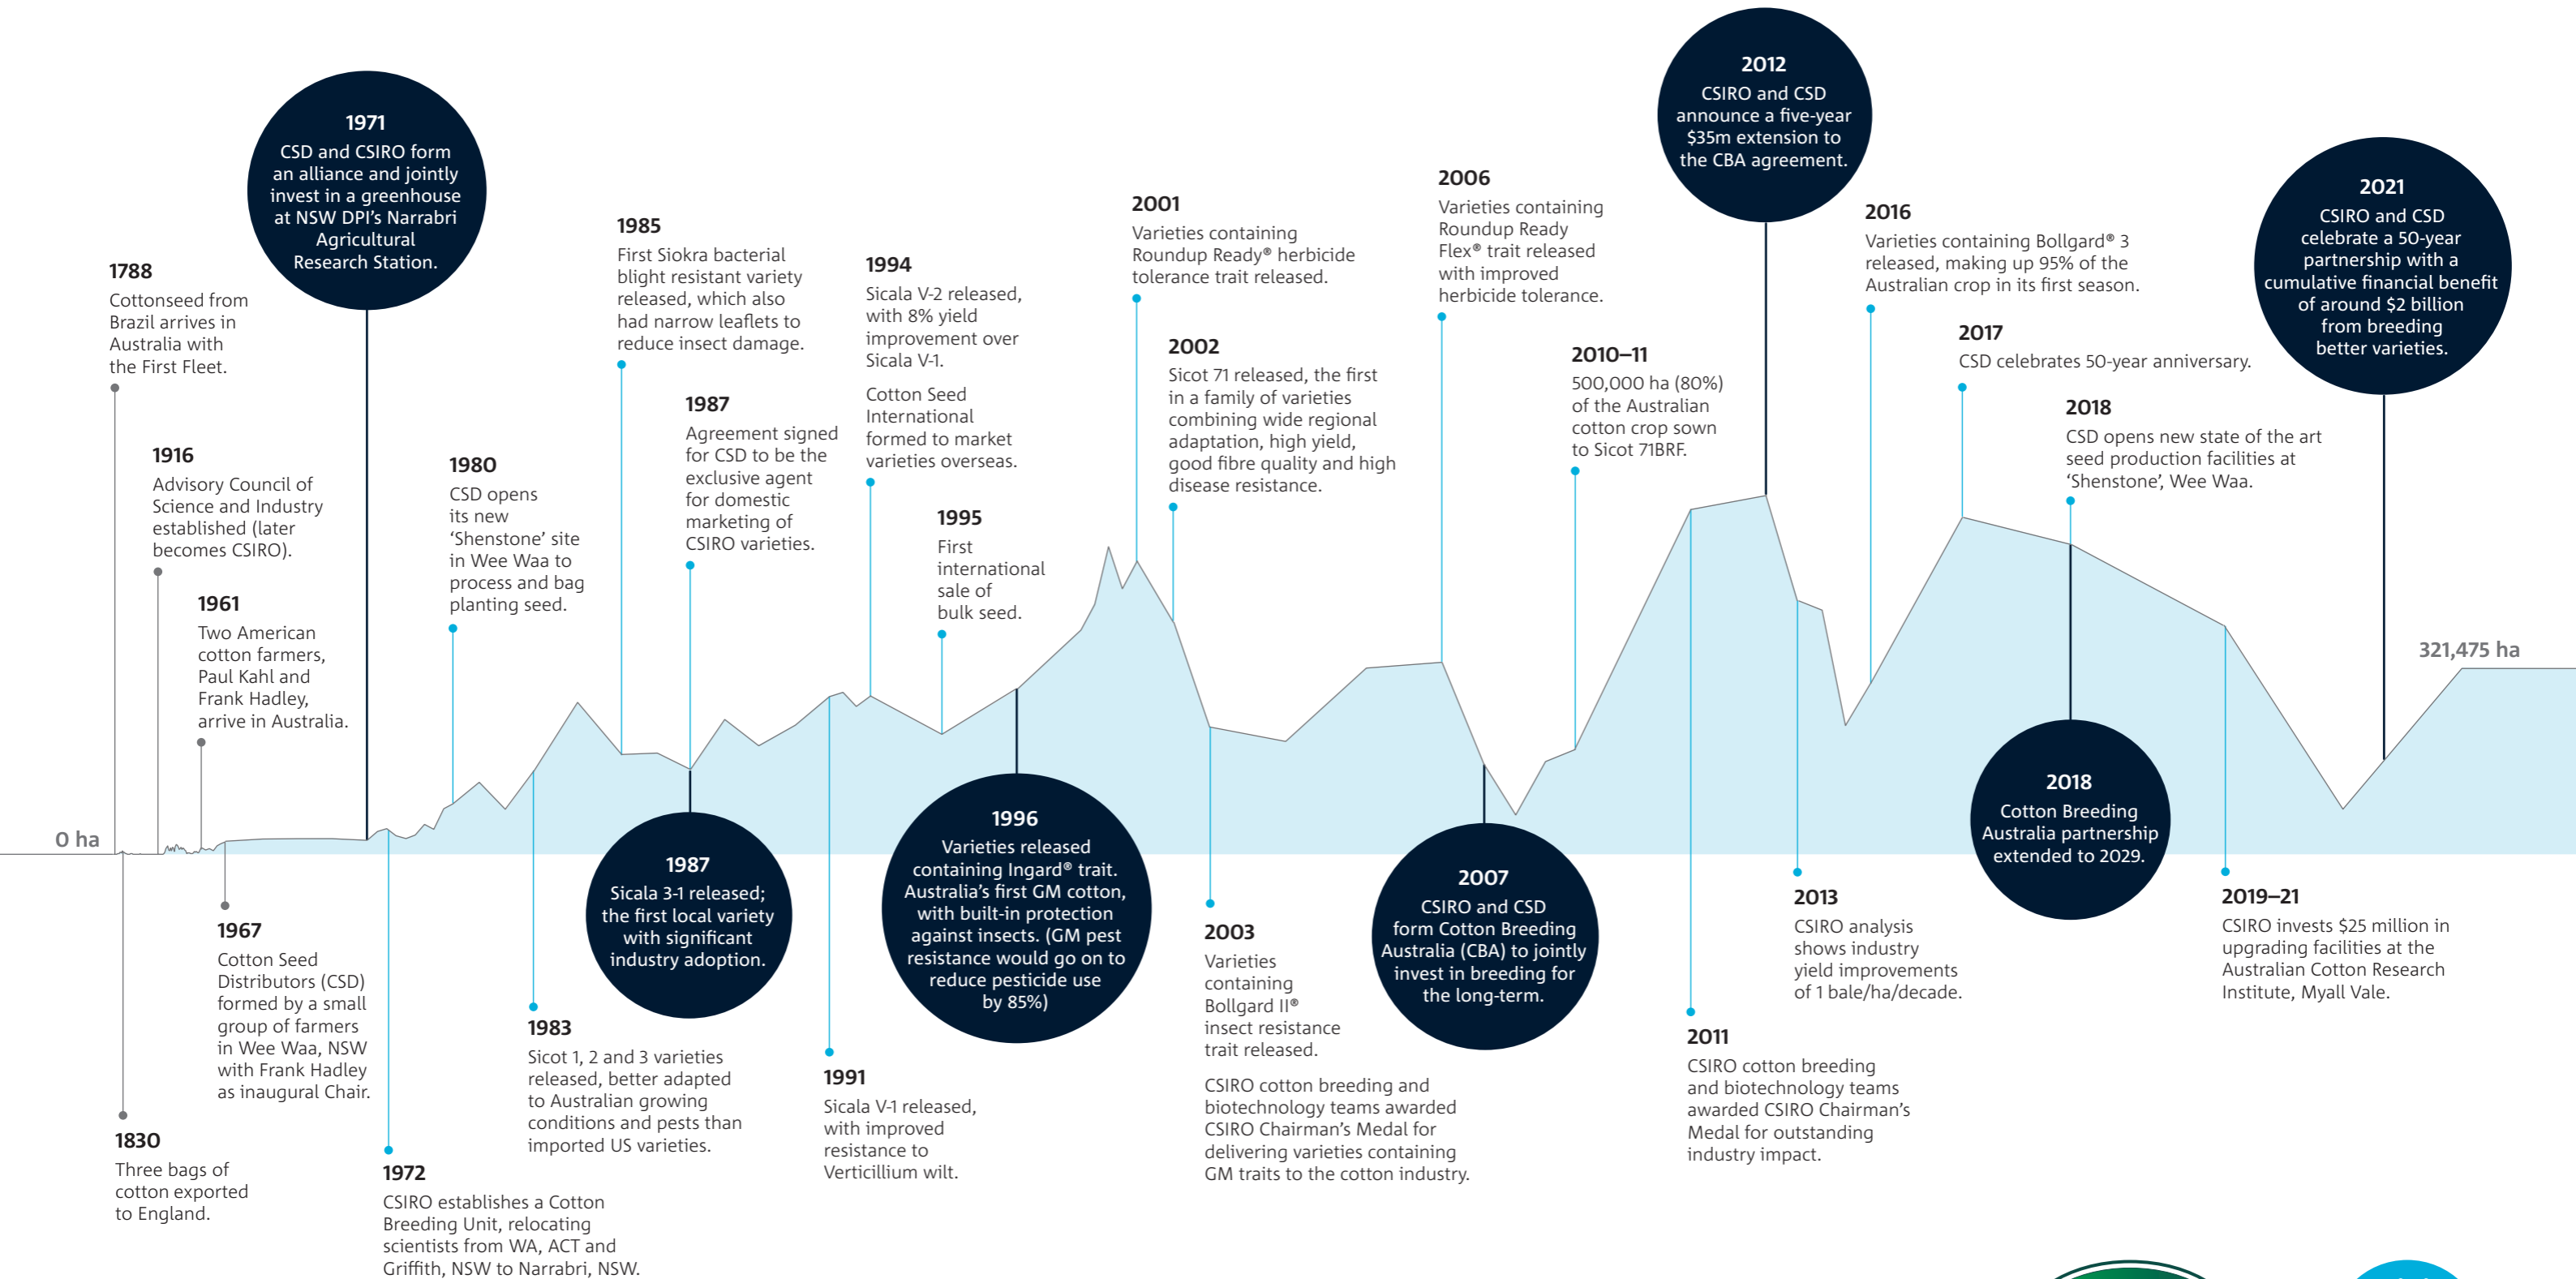 1788
Cottonseed from
Brazil arrives in
Australia with
the First Fleet.
1830
Three bags of
cotton exported
to England.
1916
Advisory Council of
Science and Industry
established (later
becomes CSIRO).
1961
Two American
cotton farmers,
Paul Kahl and
Frank Hadley,
arrive in Australia.
1967
Cotton Seed
Distributors (CSD)
formed by a small
group of farmers
in Wee Waa, NSW
with Frank Hadley
as inaugural Chair.
1971
CSD and CSIRO form
an alliance and jointly
invest in a greenhouse
at NSW DPI's Narrabri
Agricultural
Research Station.
1972
CSIRO establishes a Cotton
Breeding Unit, relocating
scientists from WA, ACT and
Griffith, NSW to Narrabri, NSW.
1980
CSD opens
its new
‘Shenstone’ site
in Wee Waa to
process and bag
planting seed.
1983
Sicot 1, 2 and 3 varieties
released, better adapted
to Australian growing
conditions and pests than
imported US varieties.
1985
First Siokra bacterial
blight resistant variety
released, which also
had narrow leaflets to
reduce insect damage.
1987
Agreement signed
for CSD to be the
exclusive agent
for domestic
marketing of
CSIRO varieties.
1987
Sicala 3-1 released;
the first local variety
with significant
industry adoption.
1991
Sicala V-1 released,
with improved
resistance to
Verticillium wilt.
1994
Sicala V-2 released,
with 8% yield
improvement over
Sicala V-1.
Cotton Seed
International
formed to market
varieties overseas.
1995
First
international
sale of
bulk seed.
1996
Varieties released
containing Ingard® trait.
Australia's first GM cotton,
with built-in protection
against insects. (GM pest
resistance would go on to
reduce pesticide use
by 85%)
2001
Varieties containing
Roundup Ready® herbicide
tolerance trait released.
2002
Sicot 71 released, the first
in a family of varieties
combining wide regional
adaptation, high yield,
good fibre quality and high
disease resistance.
2003
Varieties
containing
Bollgard II®
insect resistance
trait released.
CSIRO cotton breeding and
biotechnology teams awarded
CSIRO Chairman's Medal for
delivering varieties containing
GM traits to the cotton industry.
2006
Varieties containing
Roundup Ready
Flex® trait released
with improved
herbicide tolerance.
2007
CSIRO and CSD
form Cotton Breeding
Australia (CBA) to jointly
invest in breeding for
the long-term.
2010–11
500,000 ha (80%)
of the Australian
cotton crop sown
to Sicot 71BRF.
2011
CSIRO cotton breeding
and biotechnology teams
awarded CSIRO Chairman's
Medal for outstanding
industry impact.
2012
CSIRO and CSD
announce a five-year
$35m extension to
the CBA agreement.
2013
CSIRO analysis
shows industry
yield improvements
of 1 bale/ha/decade.
2016
Varieties containing Bollgard® 3
released, making up 95% of the
Australian crop in its first season.
2017
CSD celebrates 50-year anniversary.
2018
CSD opens new state of the art
seed production facilities at
‘Shenstone’, Wee Waa.
2018
Cotton Breeding
Australia partnership
extended to 2029.
2019–21
CSIRO invests $25 million in
upgrading facilities at the
Australian Cotton Research
Institute, Myall Vale.
2021
CSIRO and CSD
celebrate a 50-year
partnership with a
cumulative financial benefit
of around $2 billion
from breeding
better varieties.
0 ha
321,475 ha